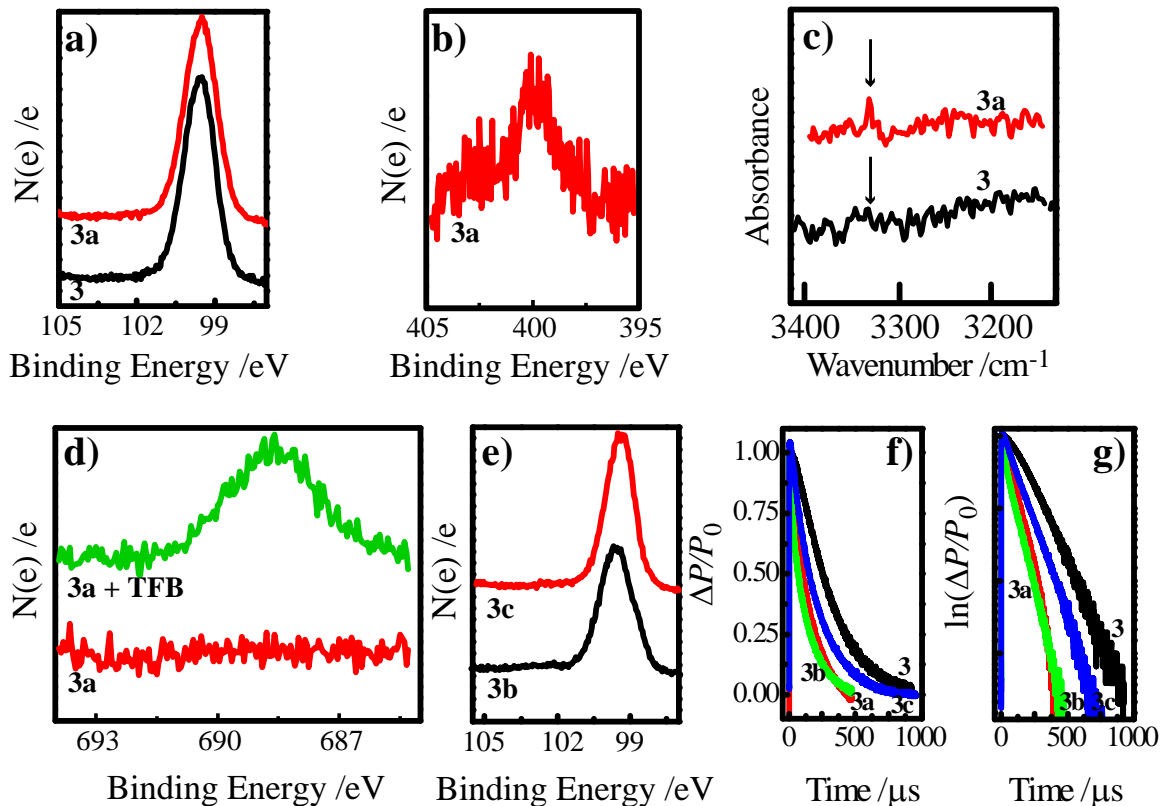 a)
N(e) /e
3a
3
105 102 99
Binding Energy /eV
b)
N(e) /e
3a
405 400 395
Binding Energy /eV
c)
Absorbance
3a
3
3400 3300 3200
Wavenumber /cm-1
d)
N(e) /e
3a + TFB
3a
693 690 687
Binding Energy /eV
e)
N(e) /e
3c
3b
105 102 99
Binding Energy /eV
f)
ΔP/P0
1.00
0.75
0.50
0.25
0.00
3
3b
3a
3c
0 500 1000
Time /μs
g)
ln(ΔP/P0)
3a
3
3b
3c
0 500 1000
Time /μs